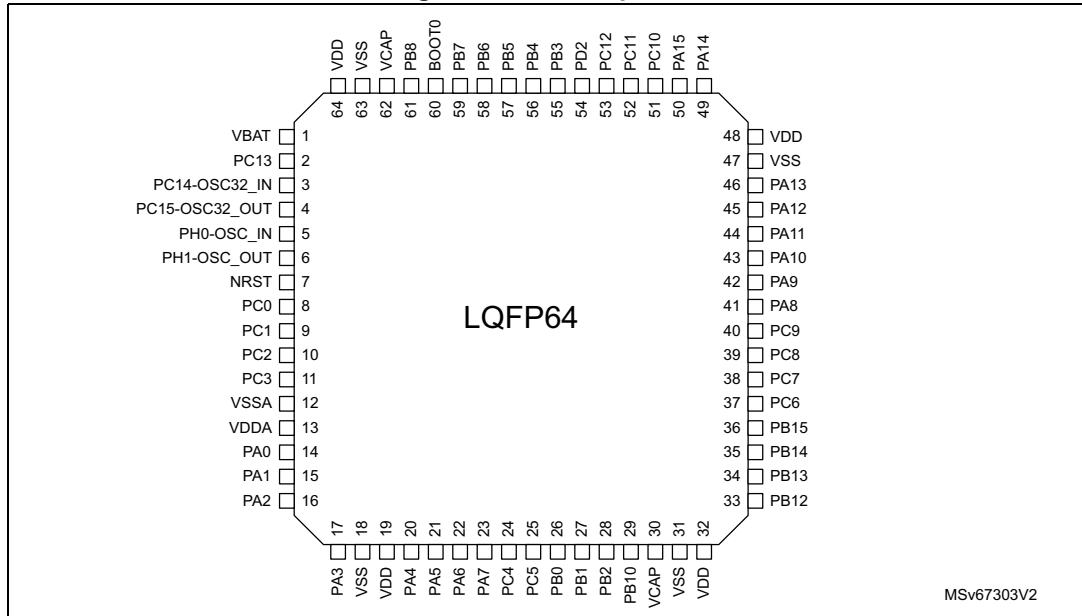 VDD VSS VCAP PB8 BOOT0 PB7 PB6 PB5 PB4 PB3 PD2 PC12 PC11 PC10 PA15 PA14
64 63 62 61 60 59 58 57 56 55 54 53 52 51 50 49
VBAT 1 48 VDD
PC13 2 47 VSS
PC14-OSC32_IN 3 46 PA13
PC15-OSC32_OUT 4 45 PA12
PH0-OSC_IN 5 44 PA11
PH1-OSC_OUT 6 43 PA10
NRST 7 42 PA9
PC0 8 41 PA8
LQFP64
PC1 9 40 PC9
PC2 10 39 PC8
PC3 11 38 PC7
VSSA 12 37 PC6
VDDA 13 36 PB15
PA0 14 35 PB14
PA1 15 34 PB13
PA2 16 33 PB12
17 18 19 20 21 22 23 24 25 26 27 28 29 30 31 32
PA3 VSS VDD PA4 PA5 PA6 PA7 PC4 PC5 PB0 PB1 PB2 PB10 VCAP VSS VDD
MSv67303V2